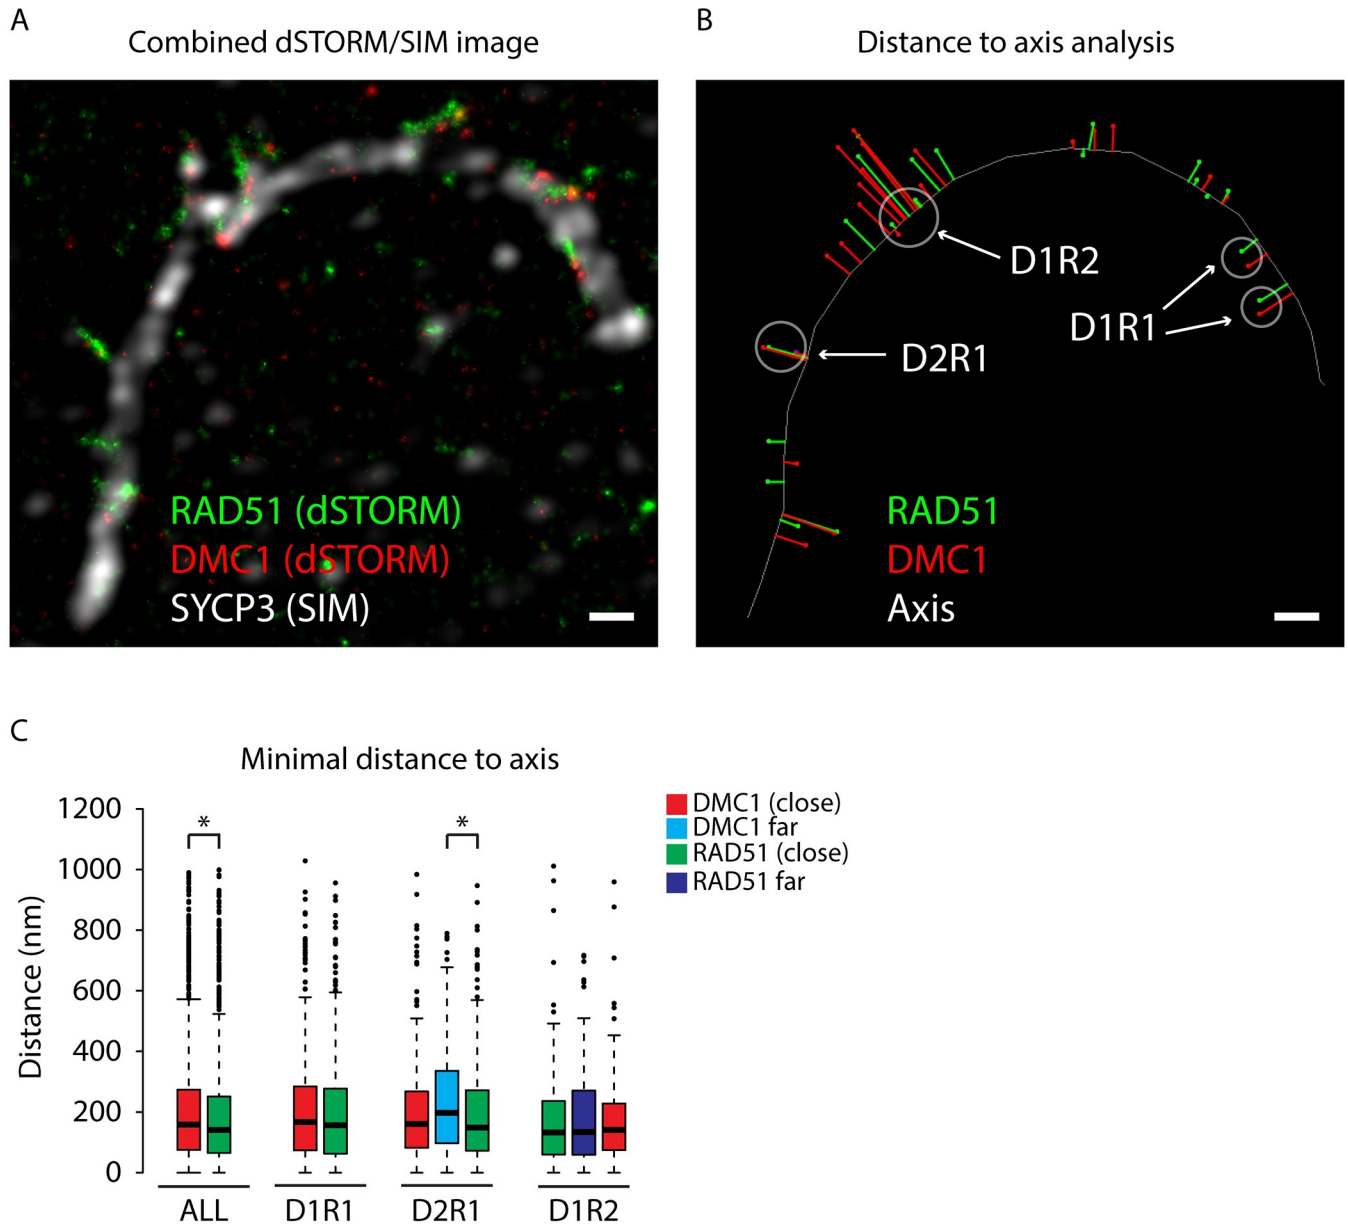 A
Combined dSTORM/SIM image
RAD51 (dSTORM)
DMC1 (dSTORM)
SYCP3 (SIM)
B
Distance to axis analysis
D1R2
D1R1
D2R1
RAD51
DMC1
Axis
C
Minimal distance to axis
Distance (nm)
1200
1000
800
600
400
200
0
*
*
ALL
D1R1
D2R1
D1R2
DMC1 (close)
DMC1 far
RAD51 (close)
RAD51 far